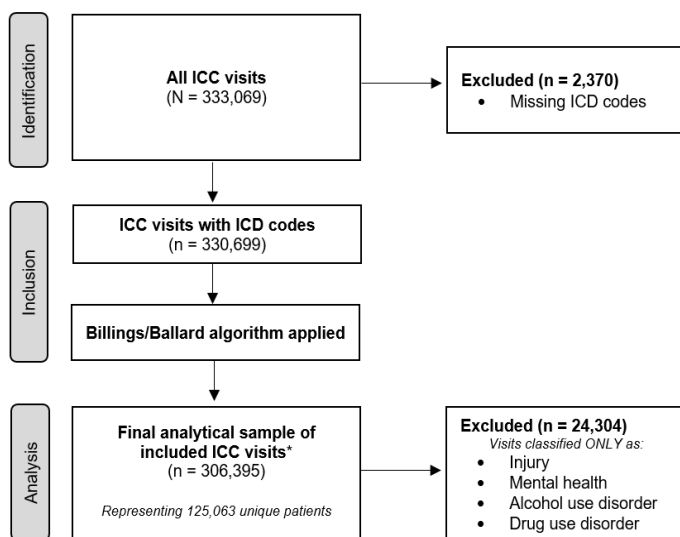 Identification
All ICC visits
(N = 333,069)
Excluded (n = 2,370)
• Missing ICD codes
Inclusion
ICC visits with ICD codes
(n = 330,699)
Billings/Ballard algorithm applied
Analysis
Final analytical sample of
included ICC visits*
(n = 306,395)
Representing 125,063 unique patients
Excluded (n = 24,304)
Visits classified ONLY as:
• Injury
• Mental health
• Alcohol use disorder
• Drug use disorder